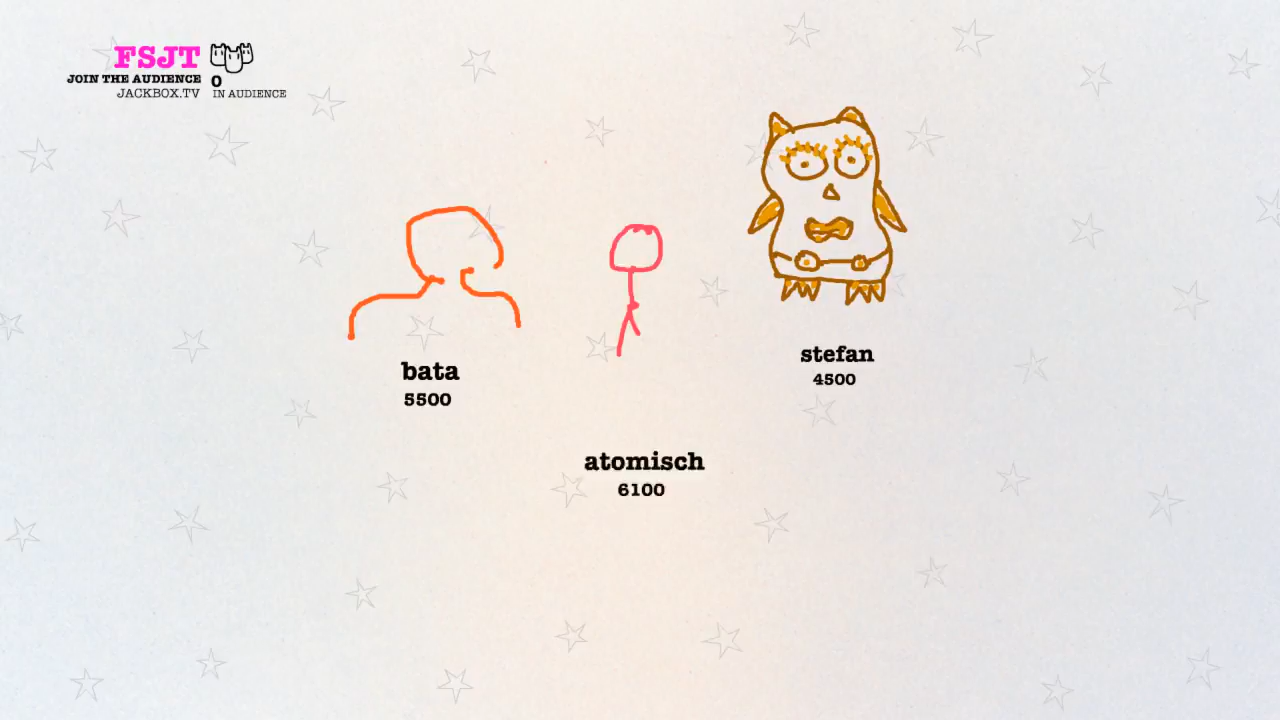 FSJT
JOIN THE AUDIENCE
JACKBOX.TV
0
IN AUDIENCE
bata
5500
stefan
4500
atomisch
6100